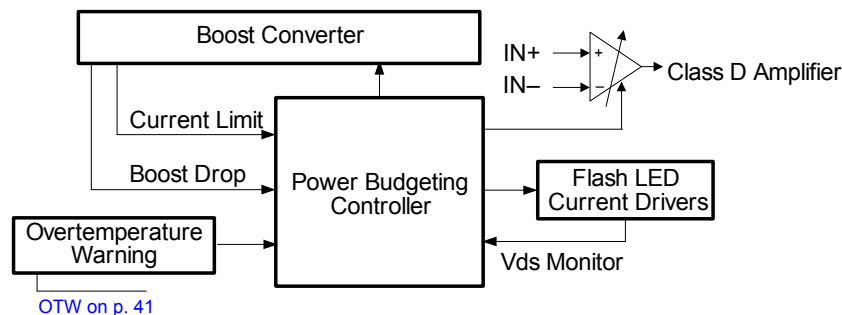 Boost Converter
IN+
+
Class D Amplifier
IN–
–
Current Limit
Boost Drop
Power Budgeting
Controller
Flash LED
Current Drivers
Overtemperature
Warning
Vds Monitor
OTW on p. 41